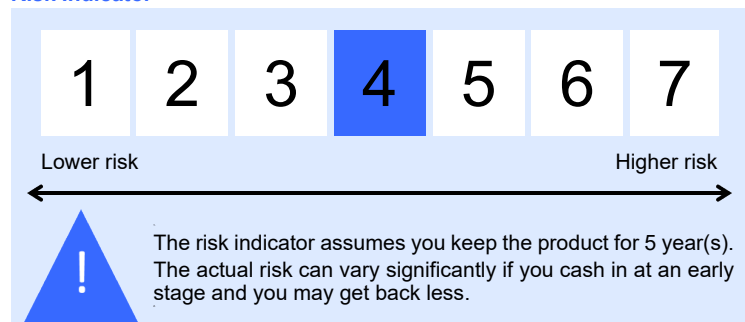 Risk Indicator
1 2 3 4 5 6 7
Lower risk Higher risk
!
The risk indicator assumes you keep the product for 5 year(s).
The actual risk can vary significantly if you cash in at an early
stage and you may get back less.